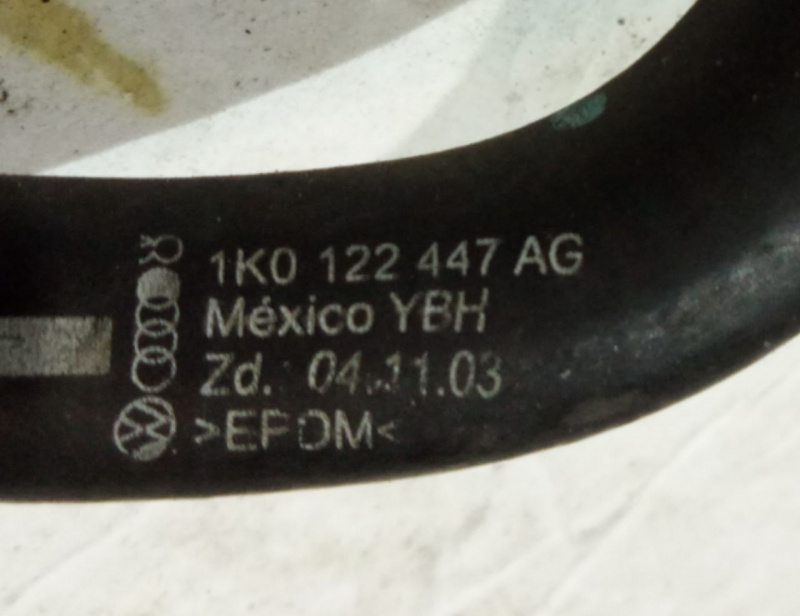 1K0 122 447 AG
México YBH
Zd. 04.11.03
>EPDM<